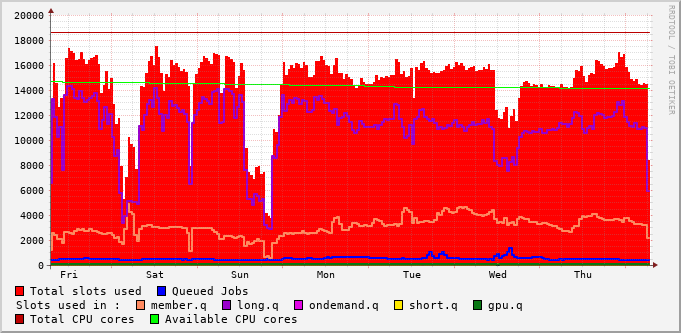 20000
18000
16000
14000
12000
10000
8000
6000
4000
2000
0
Fri Sat Sun Mon Tue Wed Thu
Total slots used Queued Jobs
Slots used in : member.q long.q ondemand.q short.q gpu.q
Total CPU cores Available CPU cores
RRDTOOL / TOBI OETIKER